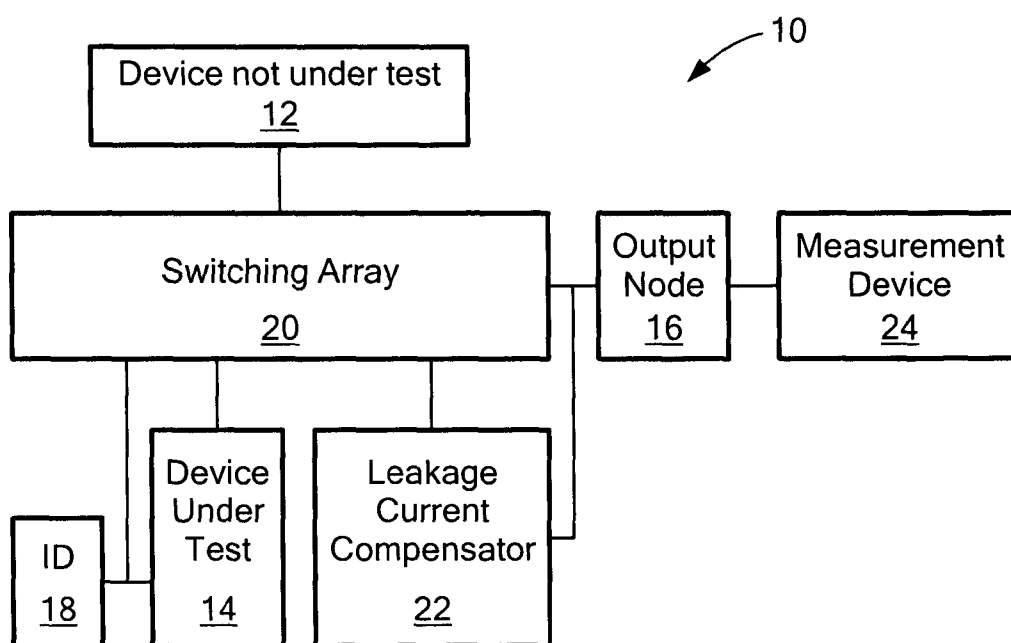 10
Device not under test
12
Switching Array
20
Output
Node
16
Measurement
Device
24
ID
18
Device
Under
Test
14
Leakage
Current
Compensator
22